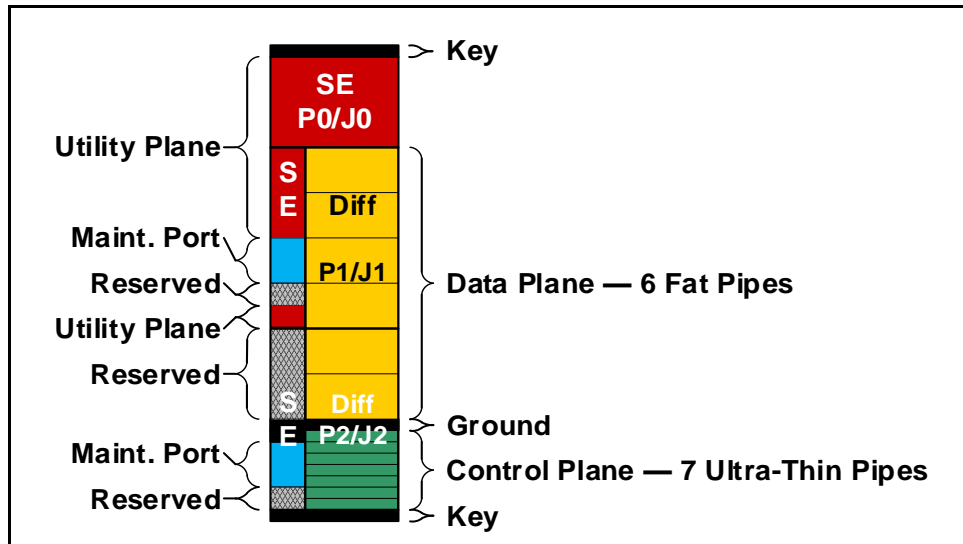 Key
SE
P0/J0
Utility Plane
S
E
Diff
Maint. Port
P1/J1
Reserved
Data Plane — 6 Fat Pipes
Utility Plane
Reserved
S
E
Diff
P2/J2
Ground
Maint. Port
Control Plane — 7 Ultra-Thin Pipes
Reserved
Key